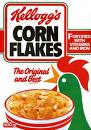 Kellogg's
CORN
FLAKES
FORTIFIED
WITH
VITAMINS
AND IRON
The Original
and Best